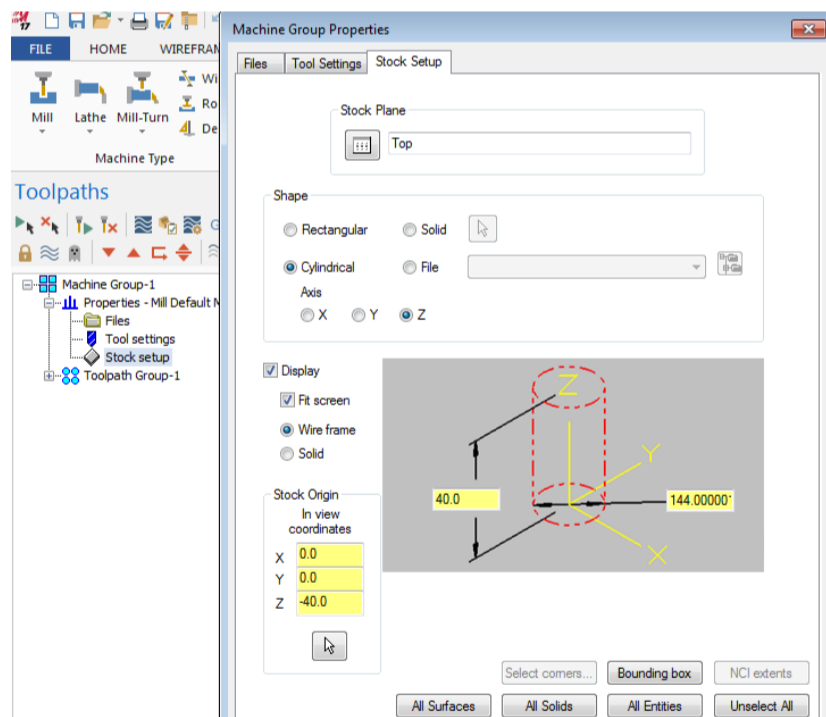 17
FILE HOME WIREFRAM
Mill Lathe Mill-Turn Wi
Ro
De
Machine Type
Toolpaths
G
Machine Group-1
Properties - Mill Default M
Files
Tool settings
Stock setup
Toolpath Group-1
Machine Group Properties
Files Tool Settings Stock Setup
Stock Plane
Top
Shape
Rectangular Solid
Cylindrical File
Axis
X Y Z
Display
Fit screen
Wire frame
Solid
Stock Origin
In view
coordinates
X 0.0
Y 0.0
Z -40.0
Z
Y
40.0 144.00000
X
Select corners... Bounding box NCI extents
All Surfaces All Solids All Entities Unselect All